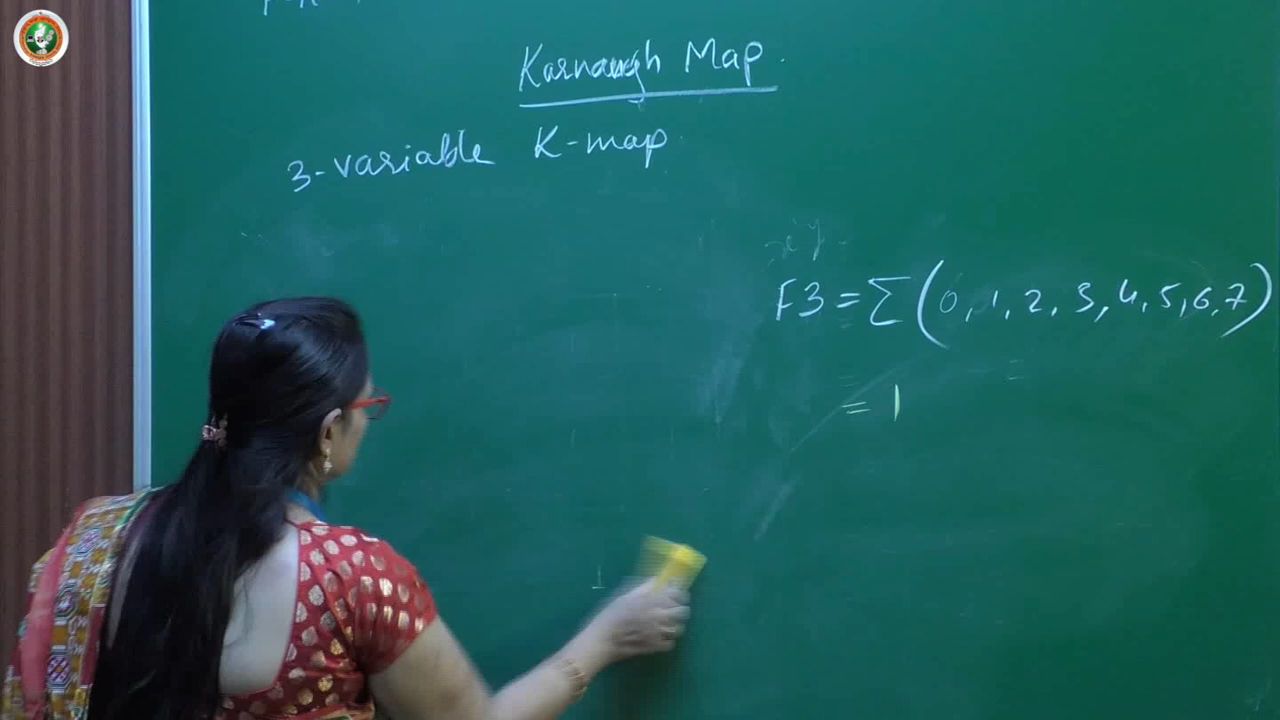 Karnaugh Map.
3-variable K-map.
F3 = Σ (0, 1, 2, 3, 4, 5, 6, 7)
= 1